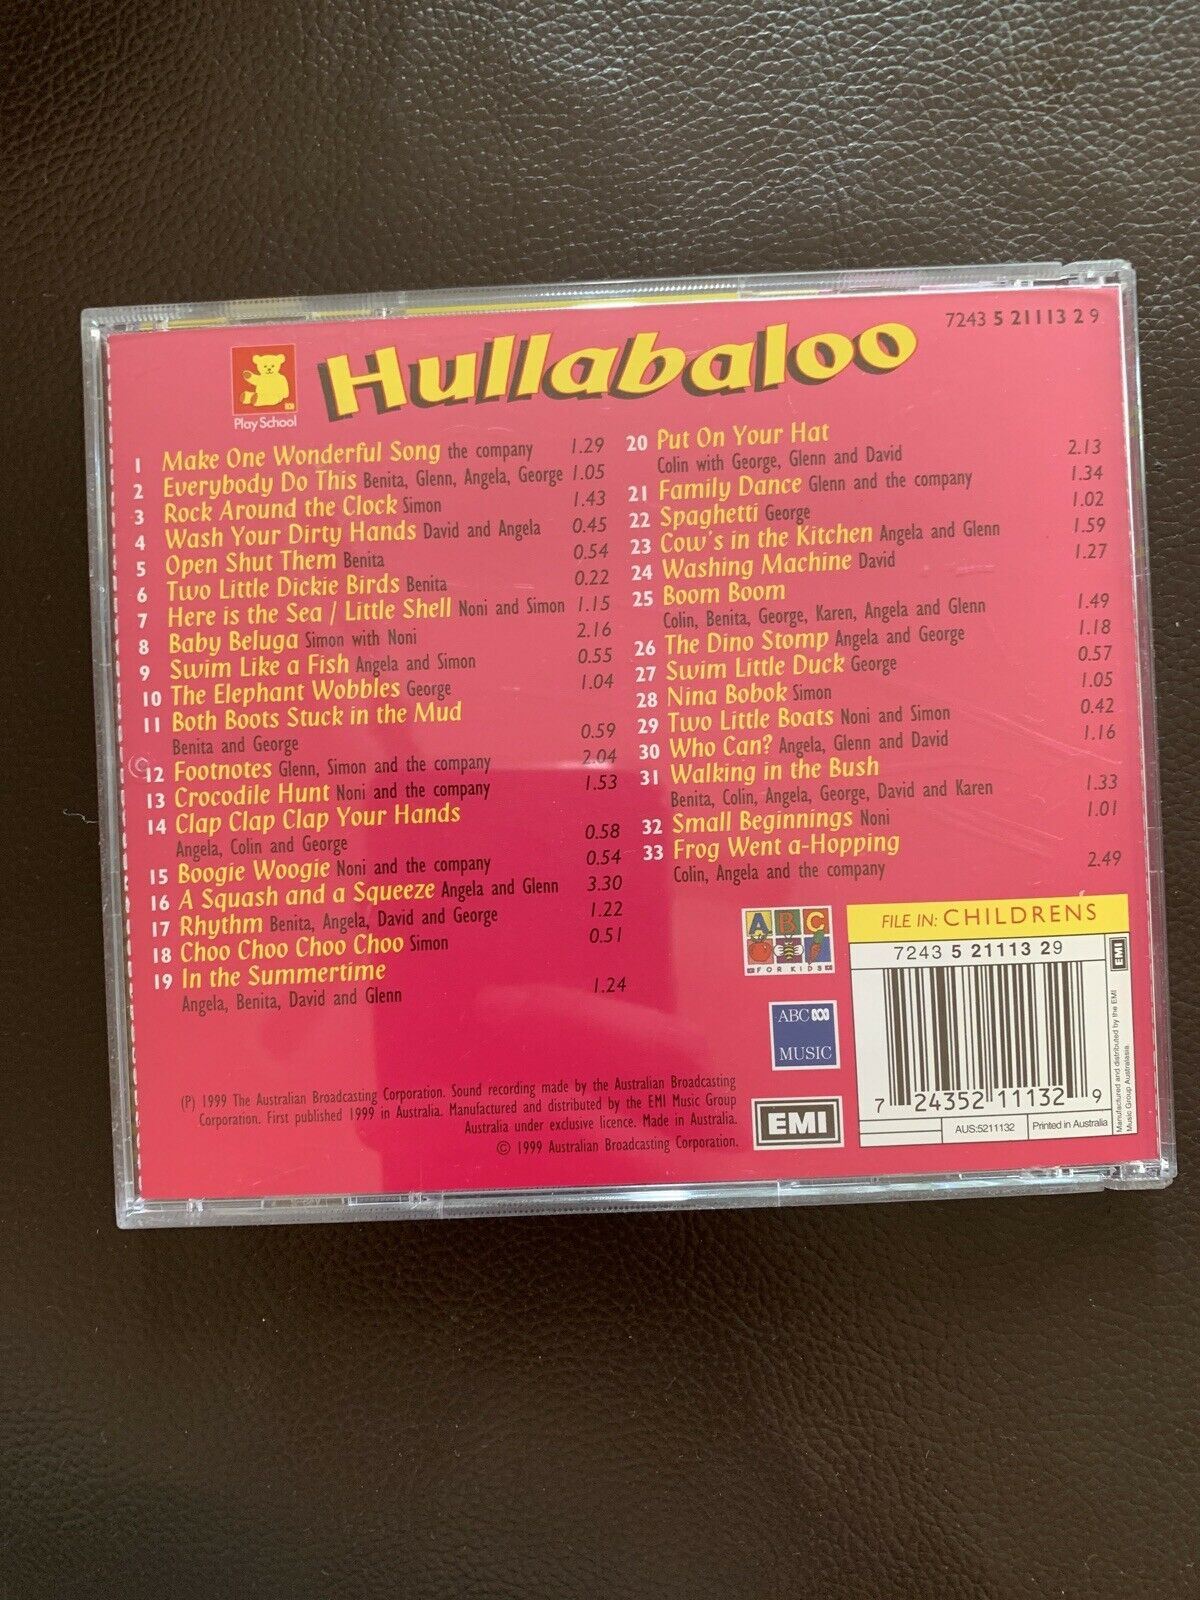 Hullabaloo
7243 5 21113 2 9
Play School
1 Make One Wonderful Song the company 1.29
2 Everybody Do This Benita, Glenn, Angela, George 1.05
3 Rock Around the Clock Simon 1.43
4 Wash Your Dirty Hands David and Angela 0.45
5 Open Shut Them Benita 0.54
6 Two Little Dickie Birds Benita 0.22
7 Here is the Sea / Little Shell Noni and Simon 1.15
8 Baby Beluga Simon with Noni 2.16
9 Swim Like a Fish Angela and Simon 0.55
10 The Elephant Wobbles George 1.04
11 Both Boots Stuck in the Mud
Benita and George 0.59
12 Footnotes Glenn, Simon and the company 2.04
13 Crocodile Hunt Noni and the company 1.53
14 Clap Clap Clap Your Hands
Angela, Colin and George 0.58
15 Boogie Woogie Noni and the company 0.54
16 A Squash and a Squeeze Angela and Glenn 3.30
17 Rhythm Benita, Angela, David and George 1.22
18 Choo Choo Choo Choo Simon 0.51
19 In the Summertime
Angela, Benita, David and Glenn 1.24
20 Put On Your Hat
Colin with George, Glenn and David 2.13
21 Family Dance Glenn and the company 1.34
22 Spaghetti George 1.02
23 Cow's in the Kitchen Angela and Glenn 1.59
24 Washing Machine David 1.27
25 Boom Boom
Colin, Benita, George, Karen, Angela and Glenn 1.49
26 The Dino Stomp Angela and George 1.18
27 Swim Little Duck George 0.57
28 Nina Bobok Simon 1.05
29 Two Little Boats Noni and Simon 0.42
30 Who Can? Angela, Glenn and David 1.16
31 Walking in the Bush
Benita, Colin, Angela, George, David and Karen 1.33
32 Small Beginnings Noni 1.01
33 Frog Went a-Hopping
Colin, Angela and the company 2.49
ABC
FOR KIDS
ABC
MUSIC
EMI
FILE IN: CHILDRENS
7243 5 21113 2 9
7 24352 11132 9
AUS:5211132
Printed in Australia
EMI
Manufactured and distributed by the EMI
Music Group Australasia.
(P) 1999 The Australian Broadcasting Corporation. Sound recording made by the Australian Broadcasting
Corporation. First published 1999 in Australia. Manufactured and distributed by the EMI Music Group
Australia under exclusive licence. Made in Australia.
© 1999 Australian Broadcasting Corporation.